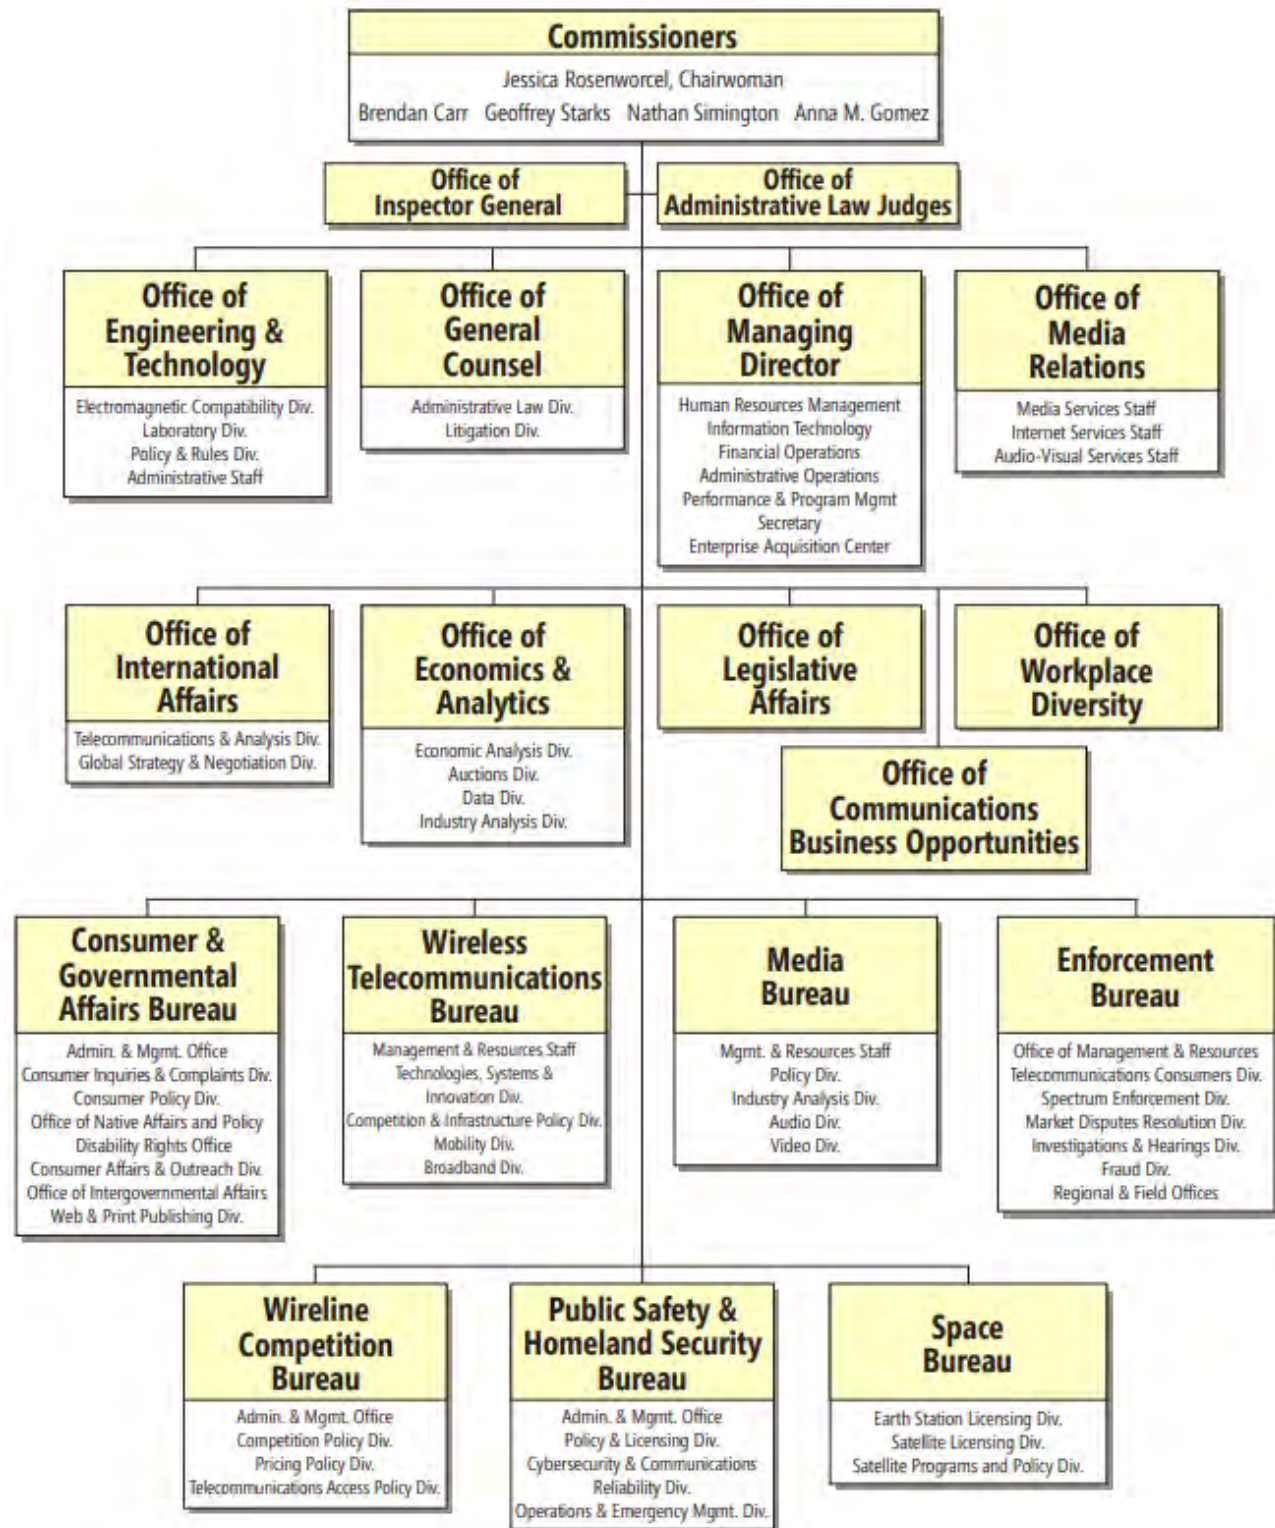 Commissioners
Jessica Rosenworcel, Chairwoman
Brendan Carr Geoffrey Starks Nathan Simington Anna M. Gomez
Office of
Inspector General
Office of
Administrative Law Judges
Office of
Engineering &
Technology
Electromagnetic Compatibility Div.
Laboratory Div.
Policy & Rules Div.
Administrative Staff
Office of
General
Counsel
Administrative Law Div.
Litigation Div.
Office of
Managing
Director
Human Resources Management
Information Technology
Financial Operations
Administrative Operations
Performance & Program Mgmt
Secretary
Enterprise Acquisition Center
Office of
Media
Relations
Media Services Staff
Internet Services Staff
Audio-Visual Services Staff
Office of
International
Affairs
Telecommunications & Analysis Div.
Global Strategy & Negotiation Div.
Office of
Economics &
Analytics
Economic Analysis Div.
Auctions Div.
Data Div.
Industry Analysis Div.
Office of
Legislative
Affairs
Office of
Workplace
Diversity
Office of
Communications
Business Opportunities
Consumer &
Governmental
Affairs Bureau
Admin. & Mgmt. Office
Consumer Inquiries & Complaints Div.
Consumer Policy Div.
Office of Native Affairs and Policy
Disability Rights Office
Consumer Affairs & Outreach Div.
Office of Intergovernmental Affairs
Web & Print Publishing Div.
Wireless
Telecommunications
Bureau
Management & Resources Staff
Technologies, Systems &
Innovation Div.
Competition & Infrastructure Policy Div.
Mobility Div.
Broadband Div.
Media
Bureau
Mgmt. & Resources Staff
Policy Div.
Industry Analysis Div.
Audio Div.
Video Div.
Enforcement
Bureau
Office of Management & Resources
Telecommunications Consumers Div.
Spectrum Enforcement Div.
Market Disputes Resolution Div.
Investigations & Hearings Div.
Fraud Div.
Regional & Field Offices
Wireline
Competition
Bureau
Admin. & Mgmt. Office
Competition Policy Div.
Pricing Policy Div.
Telecommunications Access Policy Div.
Public Safety &
Homeland Security
Bureau
Admin. & Mgmt. Office
Policy & Licensing Div.
Cybersecurity & Communications
Reliability Div.
Operations & Emergency Mgmt. Div.
Space
Bureau
Earth Station Licensing Div.
Satellite Licensing Div.
Satellite Programs and Policy Div.